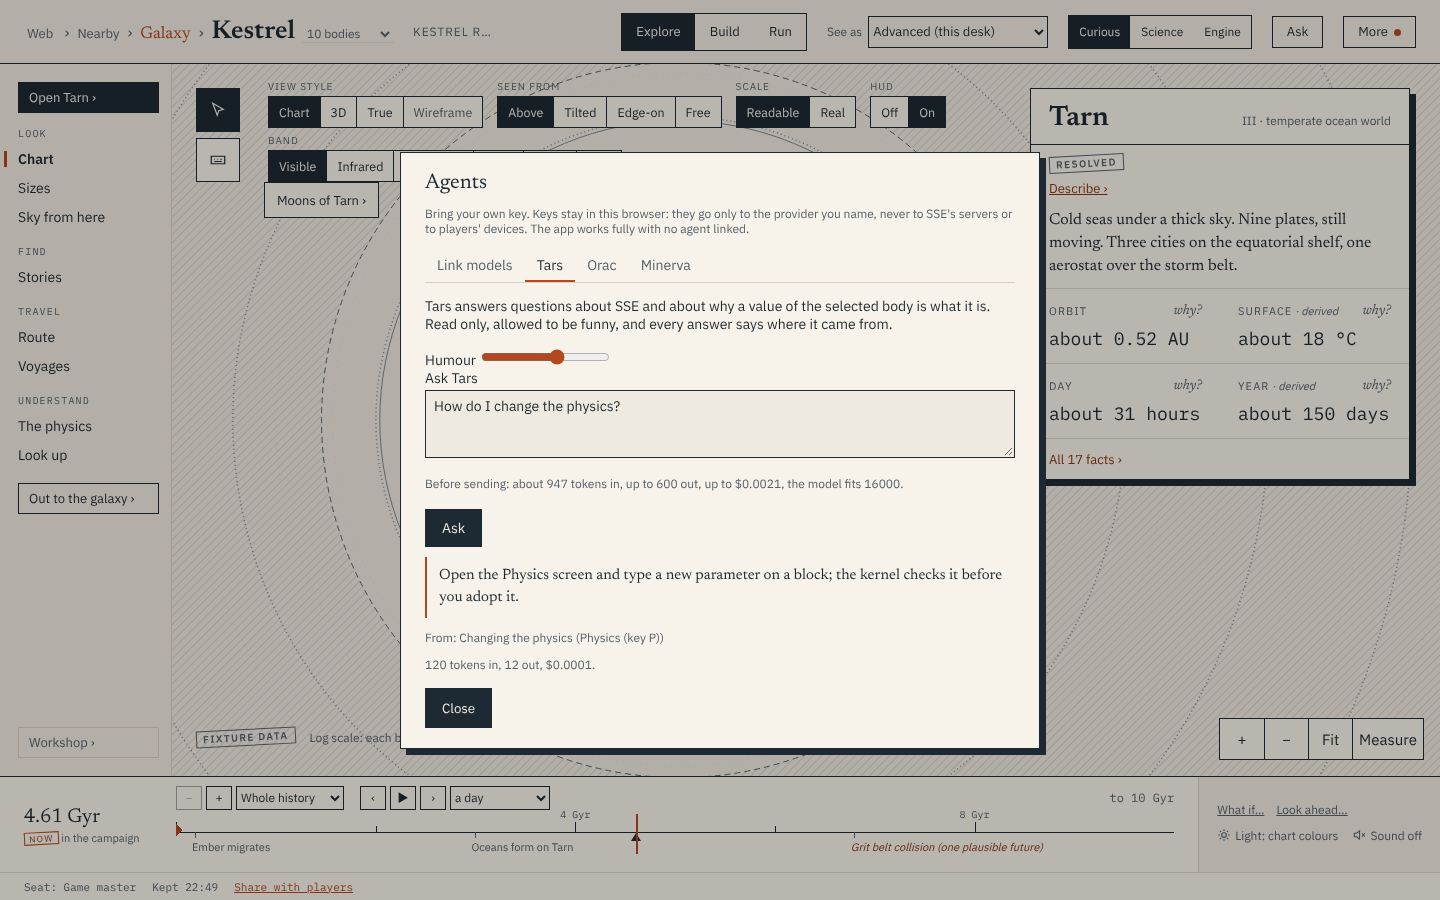 Web › Nearby › Galaxy › Kestrel 10 bodies KESTREL R...
Explore Build Run See as Advanced (this desk) Curious Science Engine Ask More
Open Tarn ›
LOOK
Chart
Sizes
Sky from here
FIND
Stories
TRAVEL
Route
Voyages
UNDERSTAND
The physics
Look up
Out to the galaxy ›
Workshop ›
VIEW STYLE SEEN FROM SCALE HUD
Chart 3D True Wireframe Above Tilted Edge-on Free Readable Real Off On
BAND
Visible Infrared
Moons of Tarn ›
Agents
Bring your own key. Keys stay in this browser: they go only to the provider you name, never to SSE's servers or
to players' devices. The app works fully with no agent linked.
Link models Tars Orac Minerva
Tars answers questions about SSE and about why a value of the selected body is what it is.
Read only, allowed to be funny, and every answer says where it came from.
Humour
Ask Tars
How do I change the physics?
Before sending: about 947 tokens in, up to 600 out, up to $0.0021, the model fits 16000.
Ask
Open the Physics screen and type a new parameter on a block; the kernel checks it before
you adopt it.
From: Changing the physics (Physics (key P))
120 tokens in, 12 out, $0.0001.
Close
Tarn III · temperate ocean world
RESOLVED
Describe ›
Cold seas under a thick sky. Nine plates, still
moving. Three cities on the equatorial shelf, one
aerostat over the storm belt.
ORBIT why? SURFACE · derived why?
about 0.52 AU about 18 °C
DAY why? YEAR · derived why?
about 31 hours about 150 days
All 17 facts ›
FIXTURE DATA Log scale: each b
+ − Fit Measure
4.61 Gyr
NOW in the campaign
− + Whole history ‹ ▶ › a day to 10 Gyr
4 Gyr 8 Gyr
Ember migrates Oceans form on Tarn Grit belt collision (one plausible future)
What if... Look ahead...
Light: chart colours Sound off
Seat: Game master Kept 22:49 Share with players